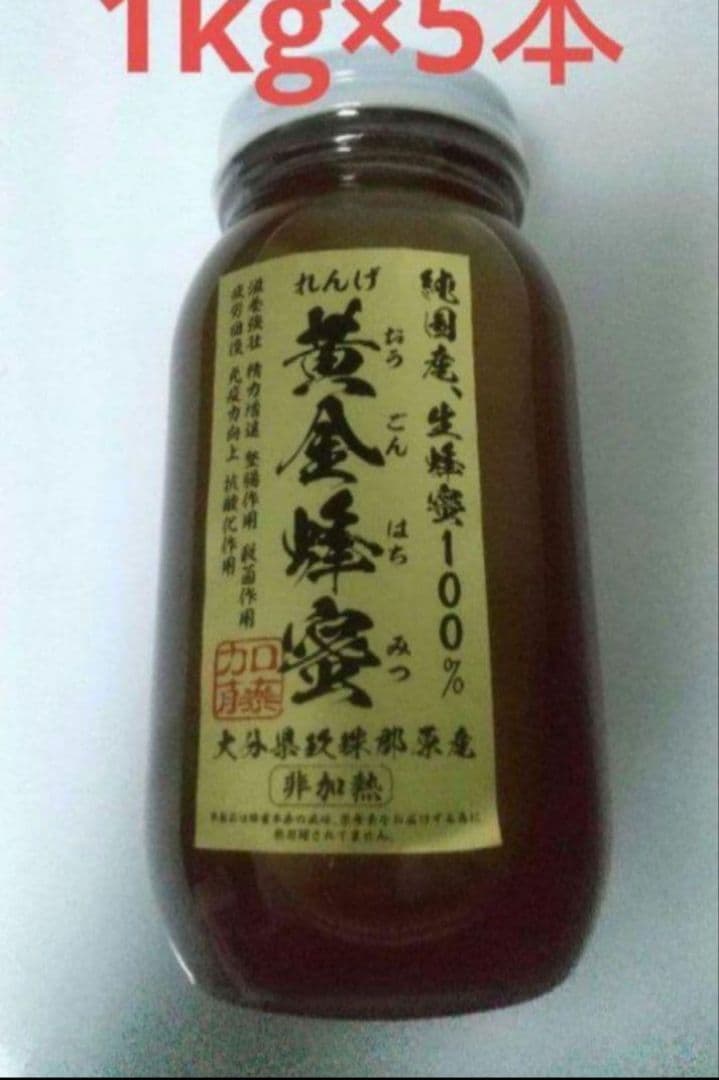 1kg×5本
純国産、生蜂蜜100%
れんげ
黄金蜂蜜
おうごんはちみつ
滋養強壮 精力増進 整腸作用 殺菌作用
疲労回復 免疫力向上 抗酸化作用
加藤
大分県玖珠郡原産
非加熱